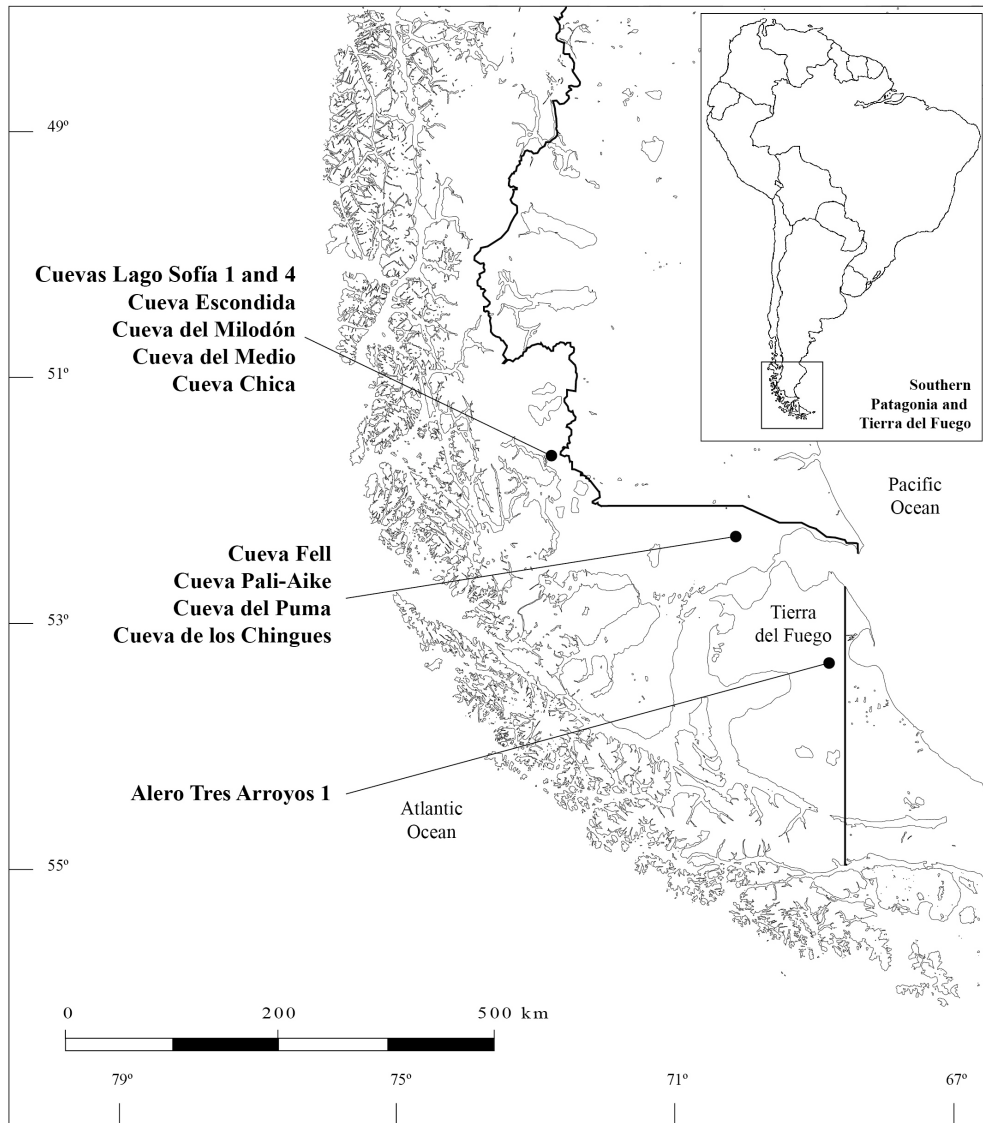 49º
Cuevas Lago Sofía 1 and 4
Cueva Escondida
Cueva del Milodón
Cueva del Medio
Cueva Chica
51º
Southern
Patagonia and
Tierra del Fuego
Pacific
Ocean
Cueva Fell
Cueva Pali-Aike
Cueva del Puma
Cueva de los Chingues
53º
Tierra
del Fuego
Alero Tres Arroyos 1
Atlantic
Ocean
55º
0 200 500 km
79º 75º 71º 67º